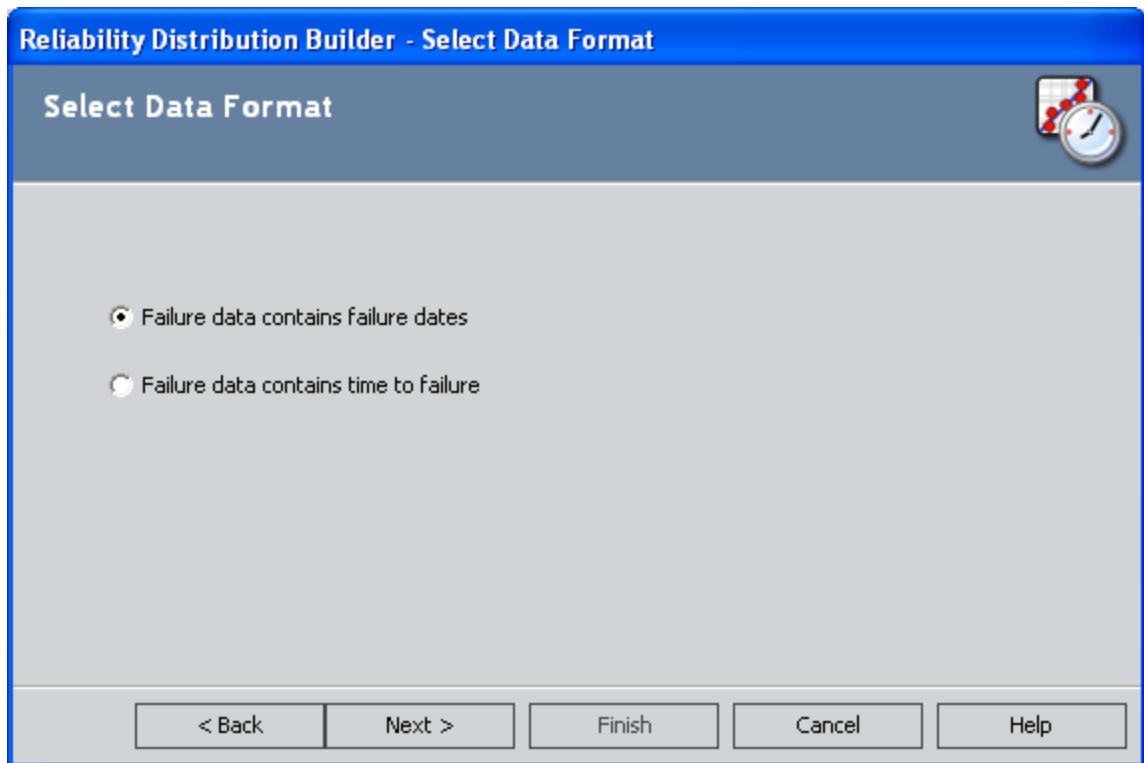 Reliability Distribution Builder - Select Data Format
Select Data Format
Failure data contains failure dates
Failure data contains time to failure
< Back
Next >
Finish
Cancel
Help